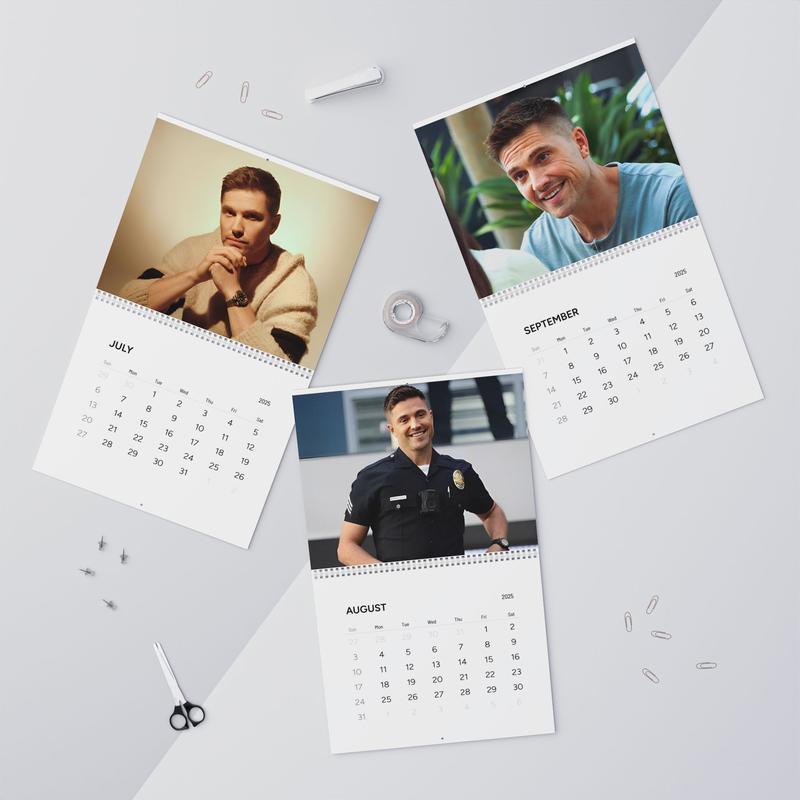 JULY
2025
Sun Mon Tue Wed Thu Fri Sat
29 30 1 2 3 4 5
6 7 8 9 10 11 12
13 14 15 16 17 18 19
20 21 22 23 24 25 26
27 28 29 30 31 1 2
SEPTEMBER
2025
Sun Mon Tue Wed Thu Fri Sat
31 1 2 3 4 5 6
7 8 9 10 11 12 13
14 15 16 17 18 19 20
21 22 23 24 25 26 27
28 29 30 1 2 3 4
AUGUST
2025
Sun Mon Tue Wed Thu Fri Sat
27 28 29 30 31 1 2
3 4 5 6 7 8 9
10 11 12 13 14 15 16
17 18 19 20 21 22 23
24 25 26 27 28 29 30
31 1 2 3 4 5 6